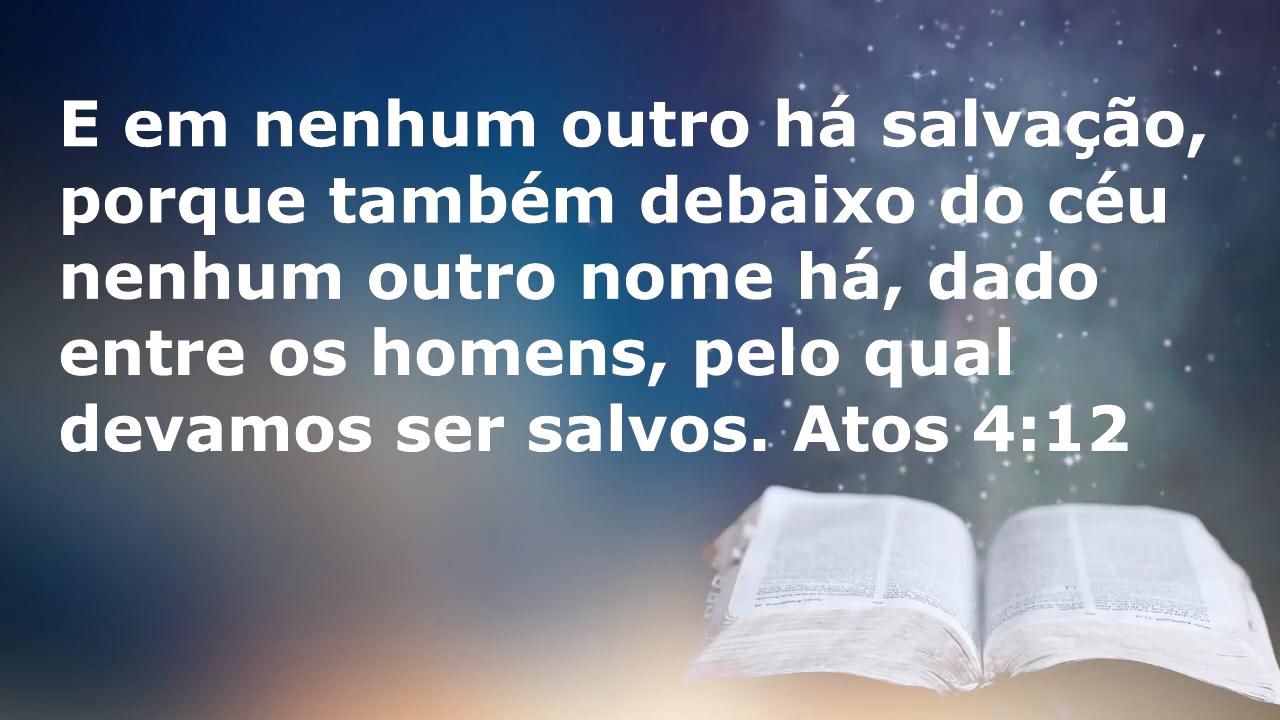 E em nenhum outro há salvação,
porque também debaixo do céu
nenhum outro nome há, dado
entre os homens, pelo qual
devamos ser salvos. Atos 4:12